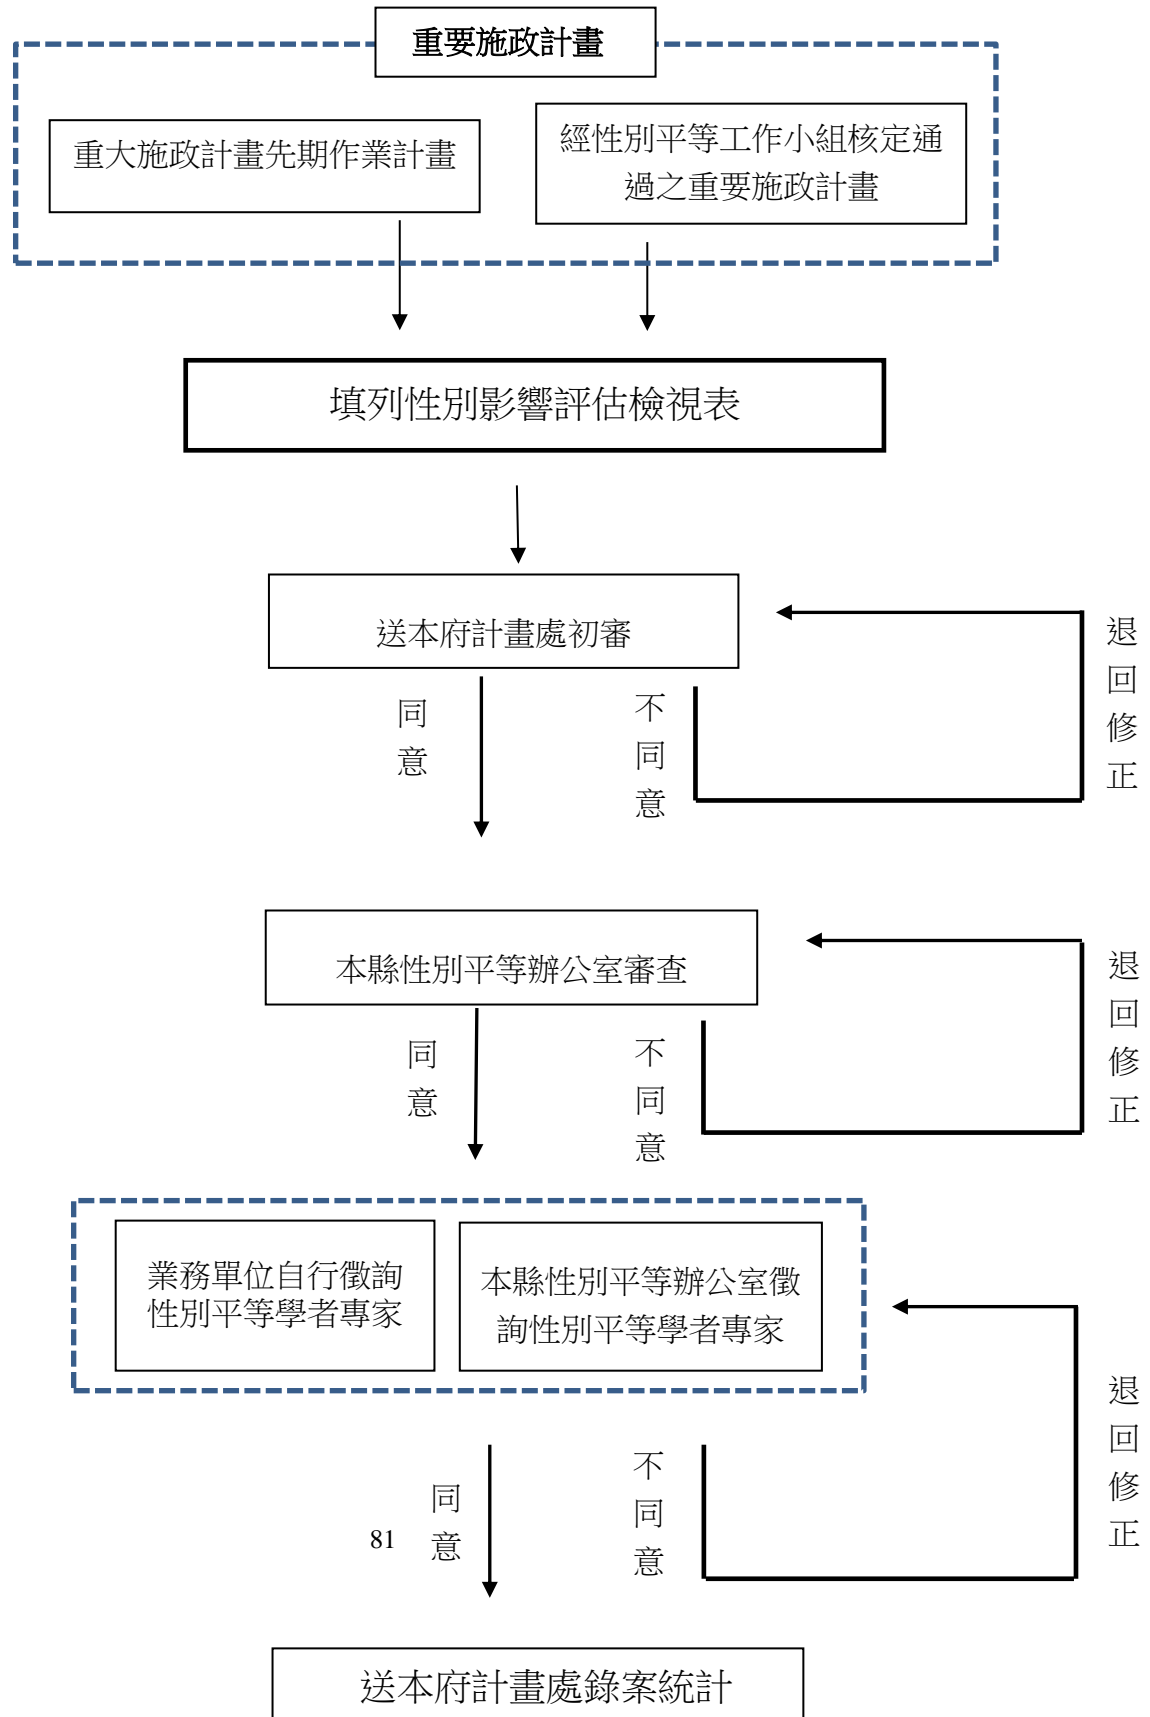 重要施政計畫
重大施政計畫先期作業計畫
經性別平等工作小組核定通
過之重要施政計畫
填列性別影響評估檢視表
送本府計畫處初審
同意
不同意
退回修正
本縣性別平等辦公室審查
同意
不同意
退回修正
業務單位自行徵詢
性別平等學者專家
本縣性別平等辦公室徵
詢性別平等學者專家
同意
不同意
退回修正
81
送本府計畫處錄案統計